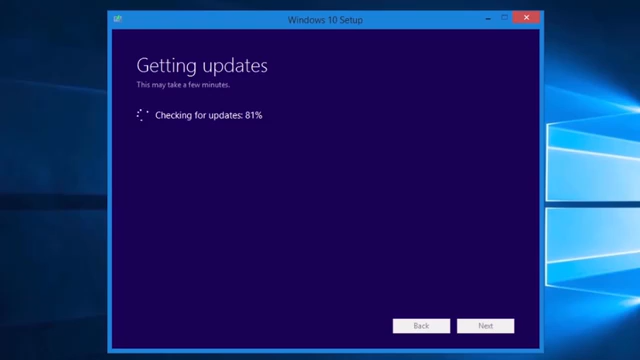 Windows 10 Setup
Getting updates
This may take a few minutes.
Checking for updates: 81%
Back
Next